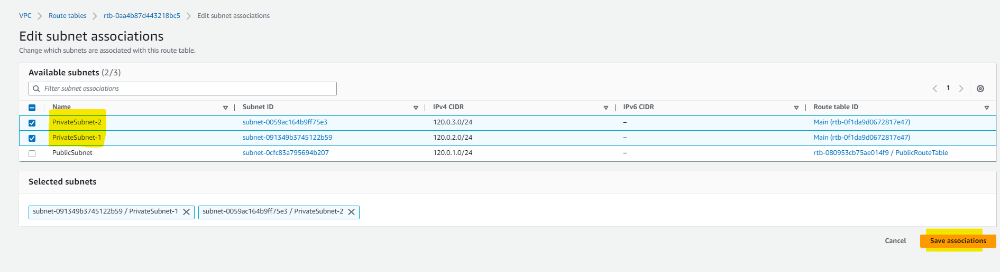 VPC > Route tables > rtb-0aa4b87d443218bc5 > Edit subnet associations
Edit subnet associations
Change which subnets are associated with this route table.
Available subnets (2/3)
Filter subnet associations
1
Name Subnet ID IPv4 CIDR IPv6 CIDR Route table ID
PrivateSubnet-2 subnet-0059ac164b9ff75e3 120.0.3.0/24 – Main (rtb-0f1da9d0672817e47)
PrivateSubnet-1 subnet-091349b3745122b59 120.0.2.0/24 – Main (rtb-0f1da9d0672817e47)
PublicSubnet subnet-0cfc83a795694b207 120.0.1.0/24 – rtb-080953cb75ae014f9 / PublicRouteTable
Selected subnets
subnet-091349b3745122b59 / PrivateSubnet-1 subnet-0059ac164b9ff75e3 / PrivateSubnet-2
Cancel Save associations